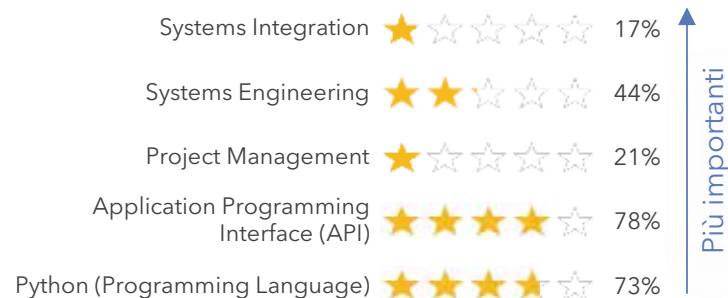 Systems Integration 17%
Systems Engineering 44%
Project Management 21%
Application Programming
Interface (API) 78%
Python (Programming Language) 73%
Più importanti